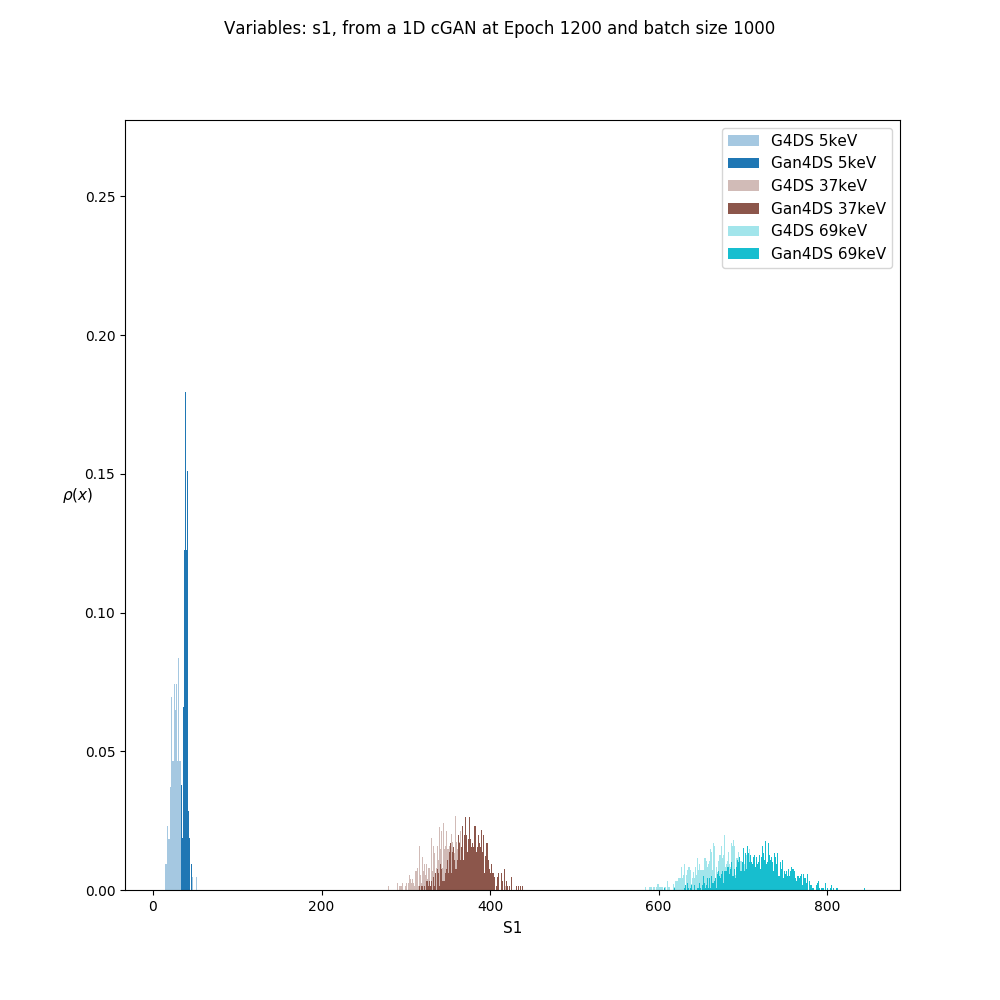 Variables: s1, from a 1D cGAN at Epoch 1200 and batch size 1000
G4DS 5keV
Gan4DS 5keV
G4DS 37keV
Gan4DS 37keV
G4DS 69keV
Gan4DS 69keV
0.25
0.20
0.15
ρ(x)
0.10
0.05
0.00
0 200 400 600 800
S1